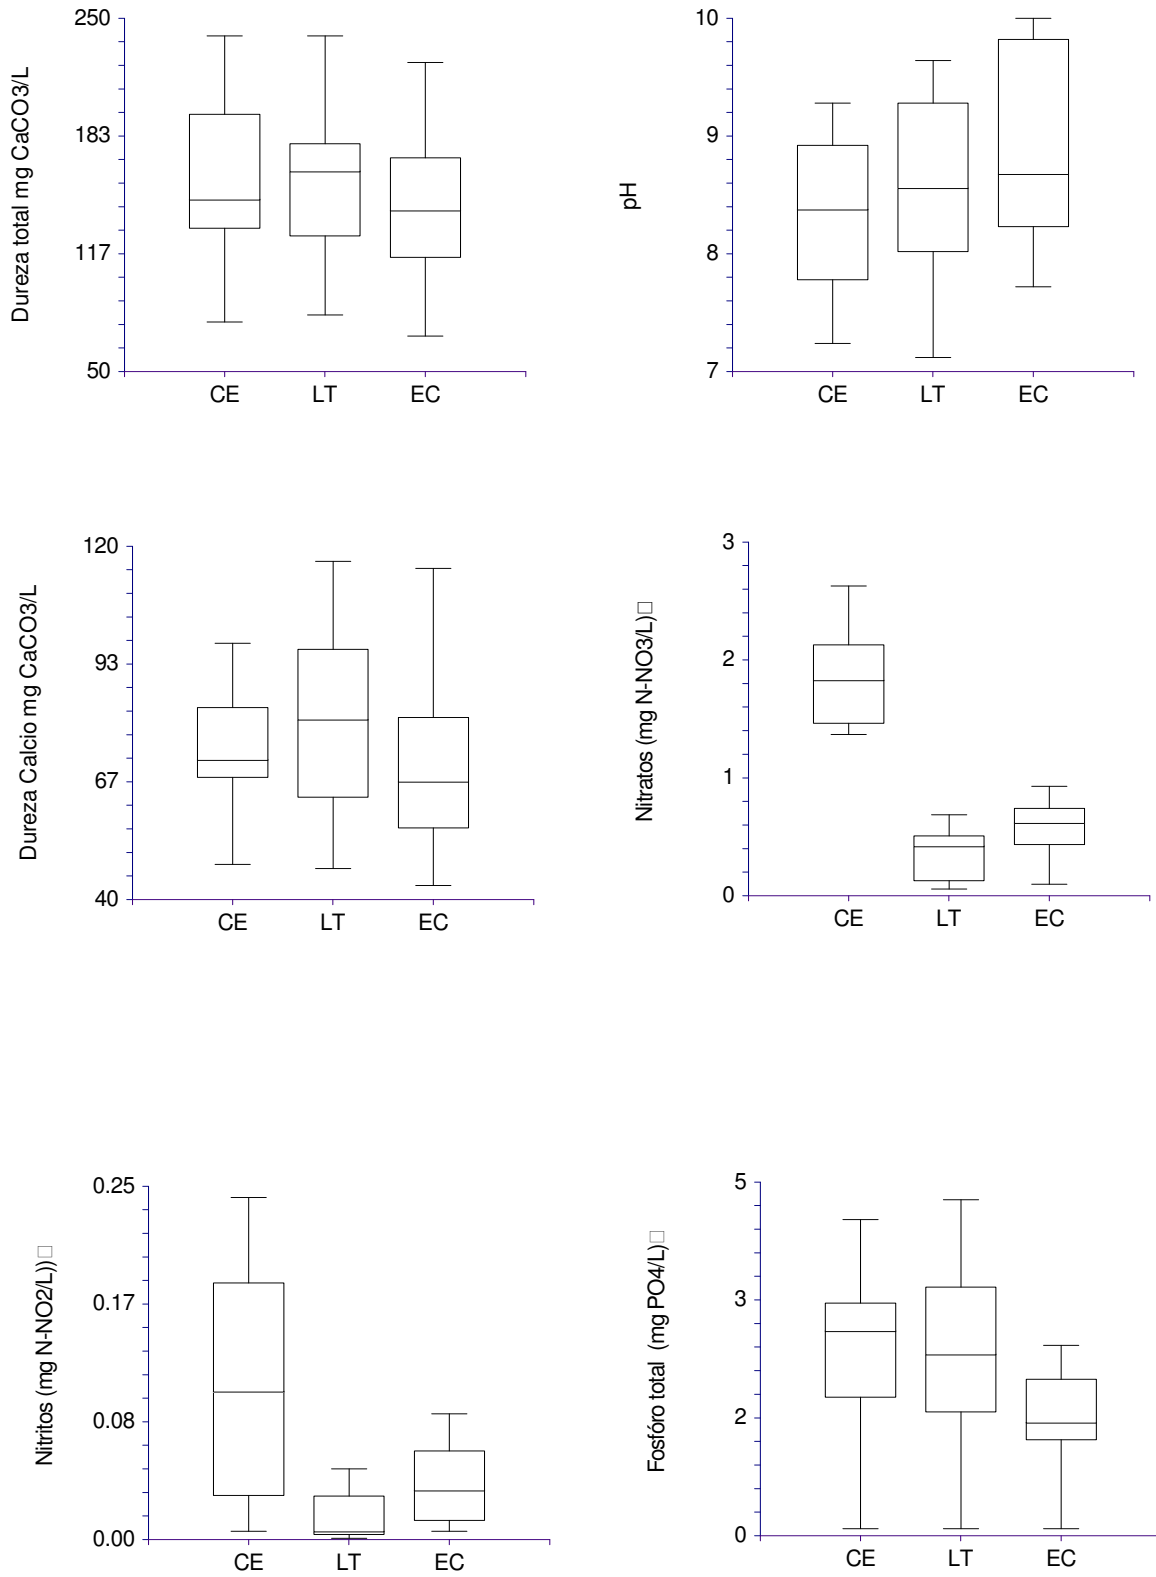 Dureza total mg CaCO3/L
250
183
117
50
CE LT EC
pH
10
9
8
7
CE LT EC
Dureza Calcio mg CaCO3/L
120
93
67
40
CE LT EC
Nitratos (mg N-NO3/L)□
3
2
1
0
CE LT EC
Nitritos (mg N-NO2/L))□
0.25
0.17
0.08
0.00
CE LT EC
Fosfóro total (mg PO4/L)□
5
3
2
0
CE LT EC